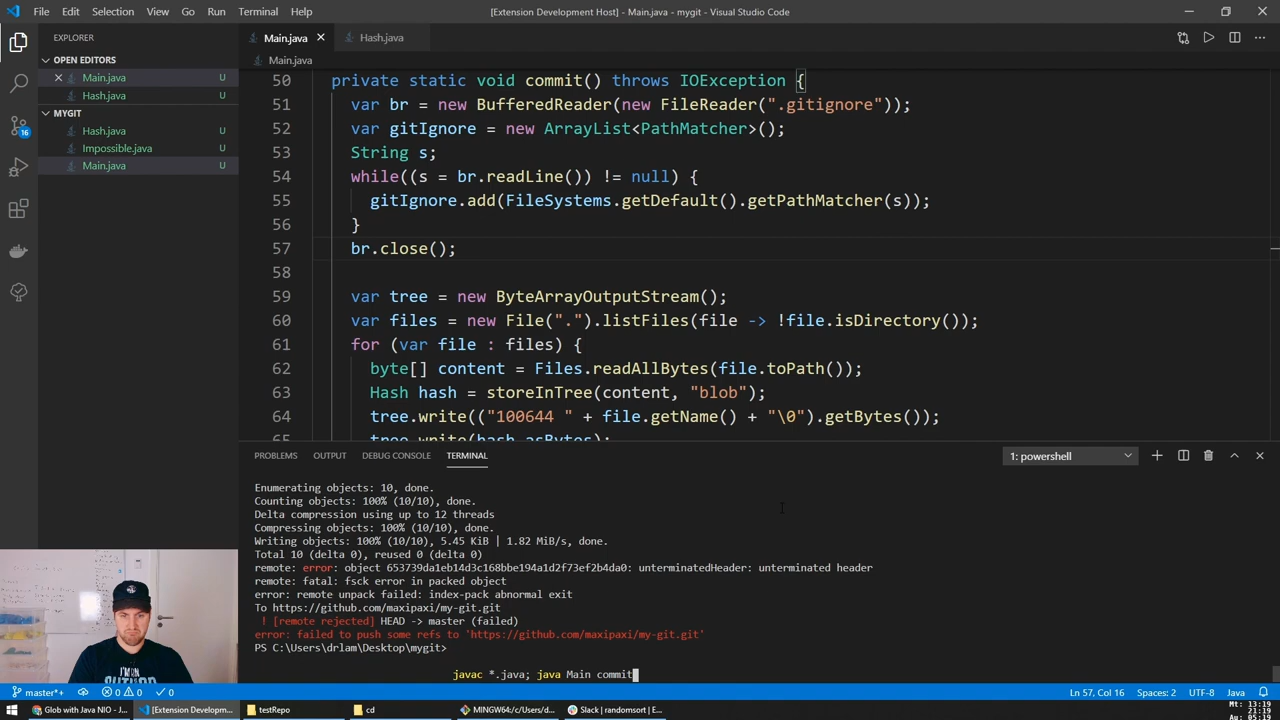 File Edit Selection View Go Run Terminal Help
[Extension Development Host] - Main.java - mygit - Visual Studio Code
EXPLORER
OPEN EDITORS
Main.java U
Hash.java U
MYGIT
Hash.java U
Impossible.java U
Main.java U
16
Main.java
Hash.java
Main.java
50 private static void commit() throws IOException {
51 var br = new BufferedReader(new FileReader(".gitignore"));
52 var gitIgnore = new ArrayList<PathMatcher>();
53 String s;
54 while((s = br.readLine()) != null) {
55 gitIgnore.add(FileSystems.getDefault().getPathMatcher(s));
56 }
57 br.close();
58
59 var tree = new ByteArrayOutputStream();
60 var files = new File(".").listFiles(file -> !file.isDirectory());
61 for (var file : files) {
62 byte[] content = Files.readAllBytes(file.toPath());
63 Hash hash = storeInTree(content, "blob");
64 tree.write(("100644 " + file.getName() + "\0").getBytes());
65 tree.write(hash.asBytes);
PROBLEMS OUTPUT DEBUG CONSOLE TERMINAL
1: powershell
Enumerating objects: 10, done.
Counting objects: 100% (10/10), done.
Delta compression using up to 12 threads
Compressing objects: 100% (10/10), done.
Writing objects: 100% (10/10), 5.45 KiB | 1.82 MiB/s, done.
Total 10 (delta 0), reused 0 (delta 0)
remote: error: object 653739da1eb14d3c168bbe194a1d2f73ef2b4da0: unterminatedHeader: unterminated header
remote: fatal: fsck error in packed object
error: remote unpack failed: index-pack abnormal exit
To https://github.com/maxipaxi/my-git.git
! [remote rejected] HEAD -> master (failed)
error: failed to push some refs to 'https://github.com/maxipaxi/my-git.git'
PS C:\Users\drlam\Desktop\mygit>
javac *.java; java Main commit
master*+ 0 0 0
Ln 57, Col 16 Spaces: 2 UTF-8 LF Java
Glob with Java NIO - J...
[Extension Developm...
testRepo
cd
MINGW64:/c/Users/d...
Slack | randomsort | E...
Mt: 13:19
21:19